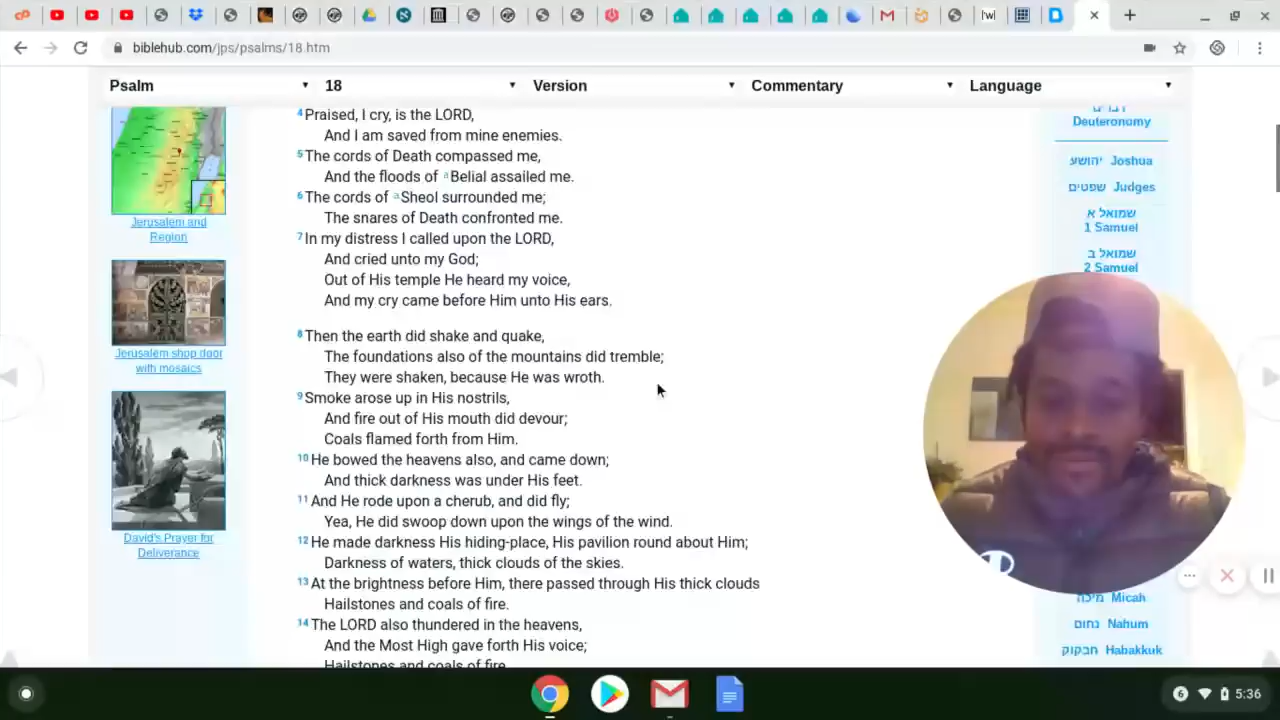 biblehub.com/jps/psalms/18.htm
Psalm 18 Version Commentary Language
Jerusalem and
Region
Jerusalem shop door
with mosaics
David's Prayer for
Deliverance
4 Praised, I cry, is the LORD,
And I am saved from mine enemies.
5 The cords of Death compassed me,
And the floods of a Belial assailed me.
6 The cords of a Sheol surrounded me;
The snares of Death confronted me.
7 In my distress I called upon the LORD,
And cried unto my God;
Out of His temple He heard my voice,
And my cry came before Him unto His ears.
8 Then the earth did shake and quake,
The foundations also of the mountains did tremble;
They were shaken, because He was wroth.
9 Smoke arose up in His nostrils,
And fire out of His mouth did devour;
Coals flamed forth from Him.
10 He bowed the heavens also, and came down;
And thick darkness was under His feet.
11 And He rode upon a cherub, and did fly;
Yea, He did swoop down upon the wings of the wind.
12 He made darkness His hiding-place, His pavilion round about Him;
Darkness of waters, thick clouds of the skies.
13 At the brightness before Him, there passed through His thick clouds
Hailstones and coals of fire.
14 The LORD also thundered in the heavens,
And the Most High gave forth His voice;
Hailstones and coals of fire
Deuteronomy
יהושע Joshua
שפטים Judges
שמואל א
1 Samuel
שמואל ב
2 Samuel
מיכה Micah
נחום Nahum
חבקוק Habakkuk
6 5:36